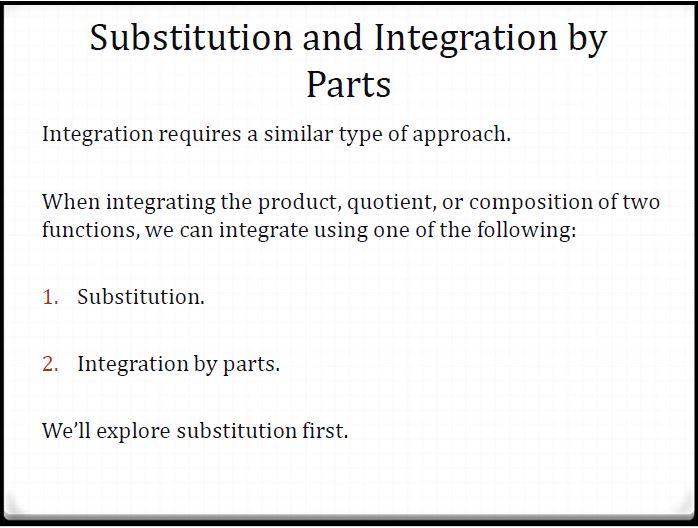 Substitution and Integration by
Parts
Integration requires a similar type of approach.
When integrating the product, quotient, or composition of two
functions, we can integrate using one of the following:
1. Substitution.
2. Integration by parts.
We’ll explore substitution first.